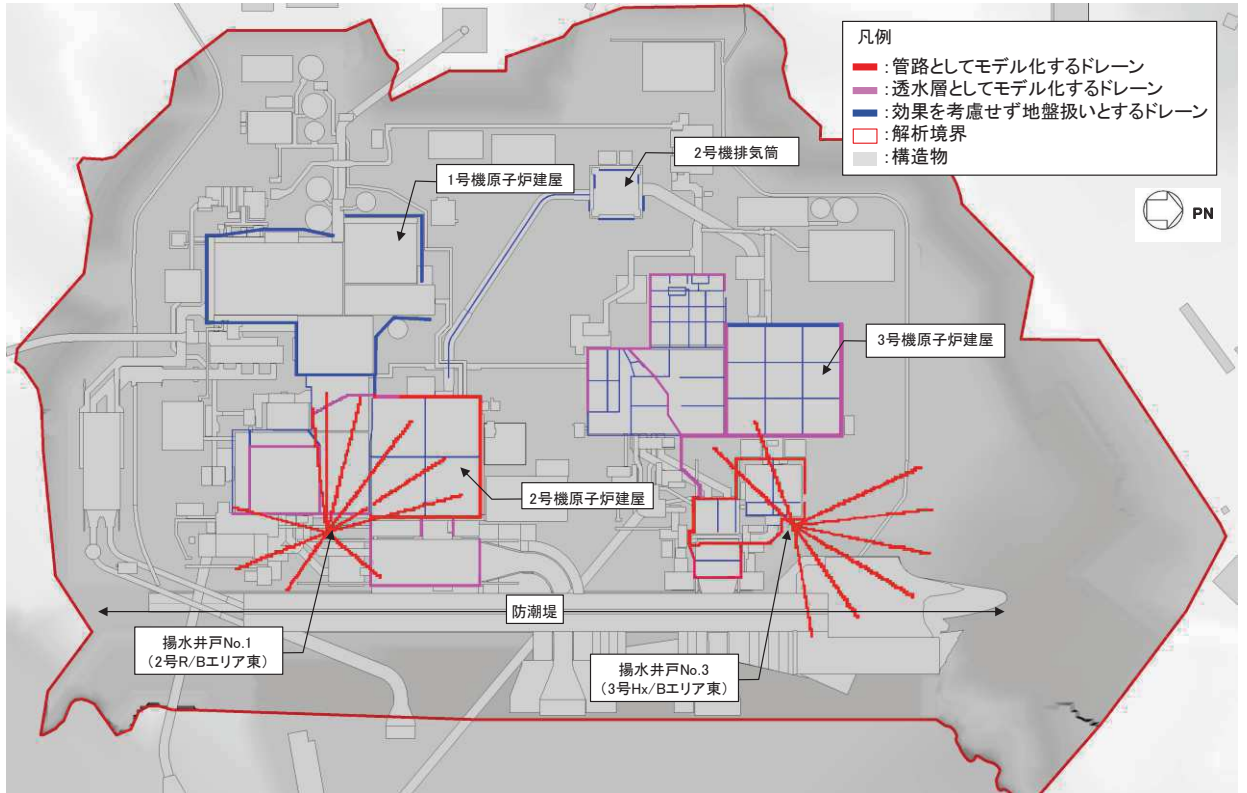 凡例
:管路としてモデル化するドレーン
:透水層としてモデル化するドレーン
:効果を考慮せず地盤扱いとするドレーン
:解析境界
:構造物
PN
2号機排気筒
1号機原子炉建屋
3号機原子炉建屋
2号機原子炉建屋
防潮堤
揚水井戸No.1
(2号R/Bエリア東)
揚水井戸No.3
(3号Hx/Bエリア東)